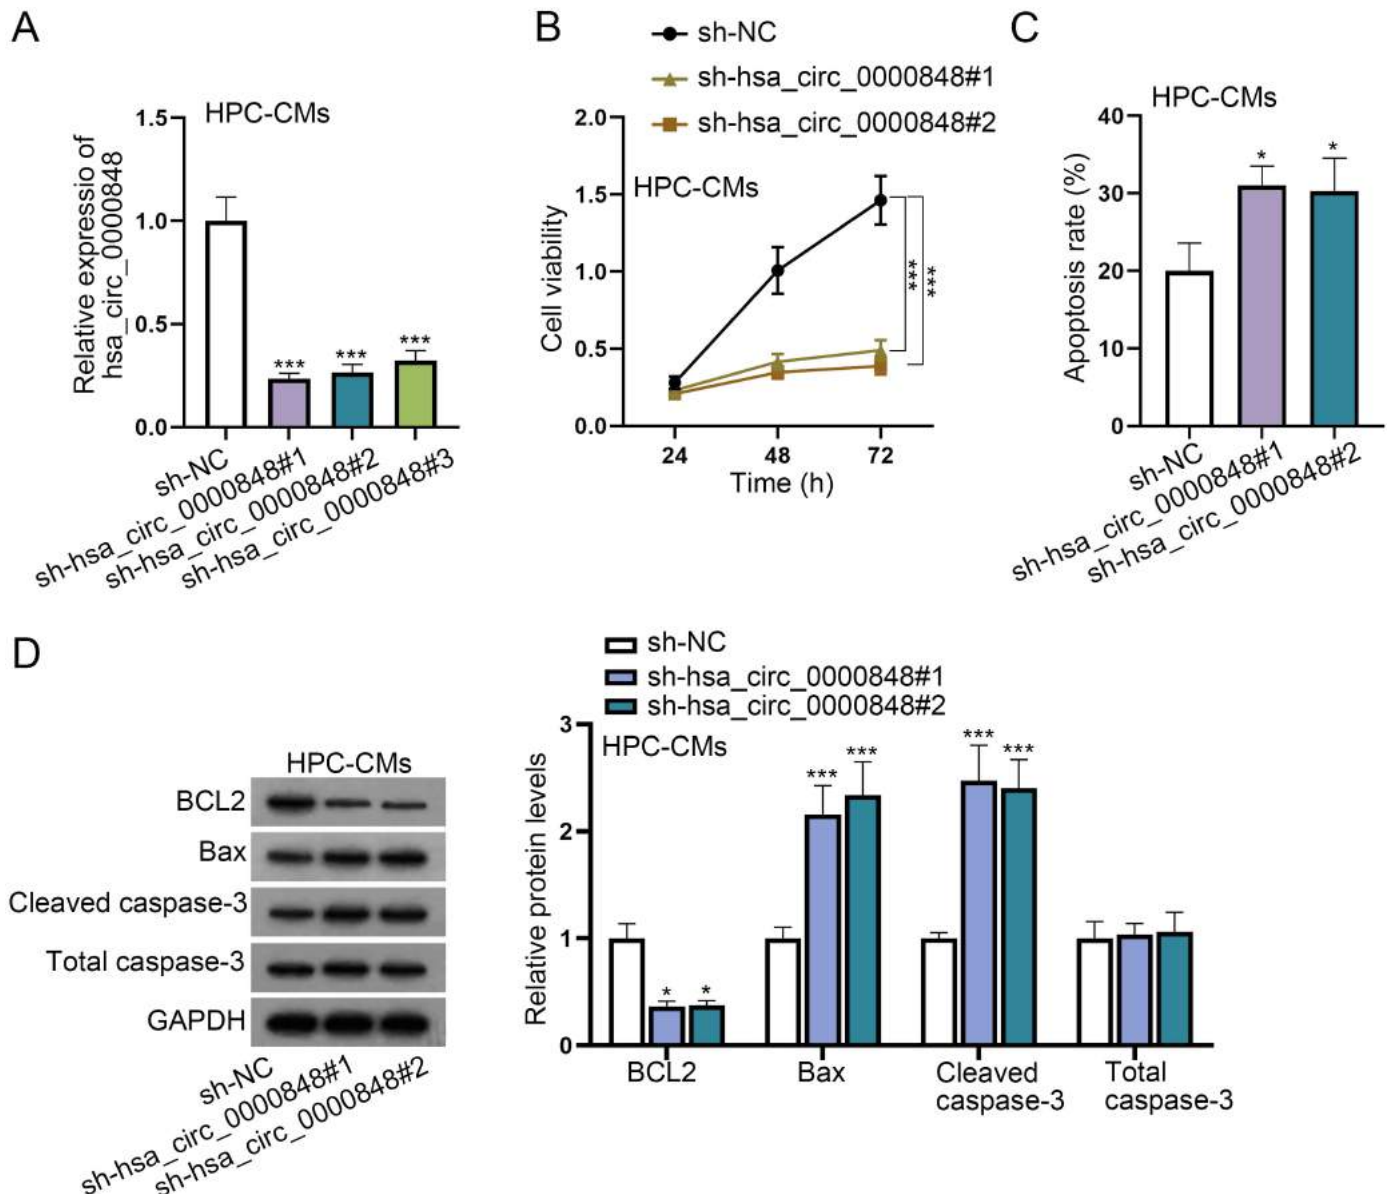 A
HPC-CMs
Relative expressio of
hsa_circ_0000848
1.5
1.0
0.5
0.0
***
***
***
sh-NC
sh-hsa_circ_0000848#1
sh-hsa_circ_0000848#2
sh-hsa_circ_0000848#3
B
sh-NC
sh-hsa_circ_0000848#1
sh-hsa_circ_0000848#2
HPC-CMs
Cell viability
2.0
1.5
1.0
0.5
0.0
***
***
24 48 72
Time (h)
C
HPC-CMs
Apoptosis rate (%)
40
30
20
10
0
*
*
sh-NC
sh-hsa_circ_0000848#1
sh-hsa_circ_0000848#2
D
HPC-CMs
BCL2
Bax
Cleaved caspase-3
Total caspase-3
GAPDH
sh-NC
sh-hsa_circ_0000848#1
sh-hsa_circ_0000848#2
sh-NC
sh-hsa_circ_0000848#1
sh-hsa_circ_0000848#2
HPC-CMs
Relative protein levels
3
2
1
0
* *
*** ***
*** ***
BCL2
Bax
Cleaved
caspase-3
Total
caspase-3